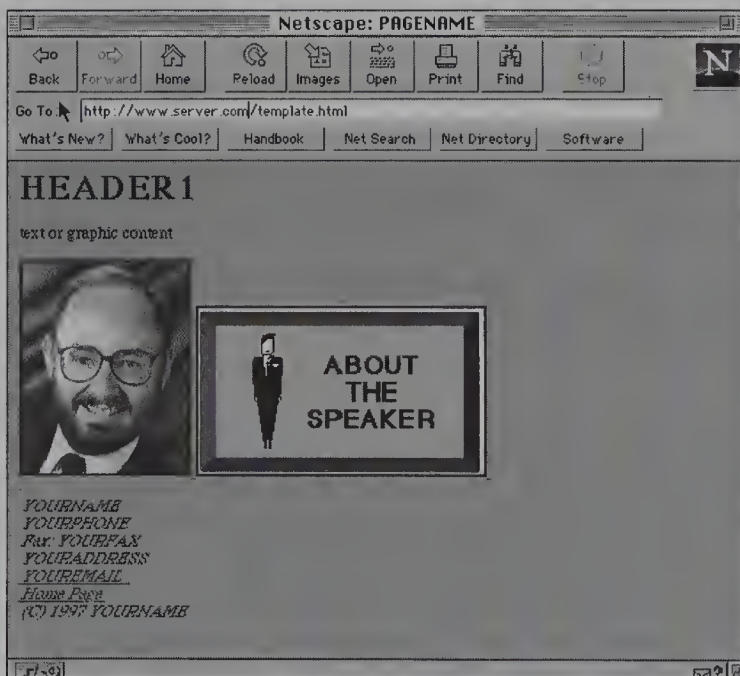 Netscape: PAGENAME
Back Forward Home Reload Images Open Print Find Stop
N
Go To: http://www.server.com/template.html
What's New? What's Cool? Handbook Net Search Net Directory Software
HEADER1
text or graphic content
ABOUT
THE
SPEAKER
YOURNAME
YOURPHONE
Fax: YOURFAX
YOURADDRESS
YOUREMAIL
Home Page
(C) 1997 YOURNAME
?